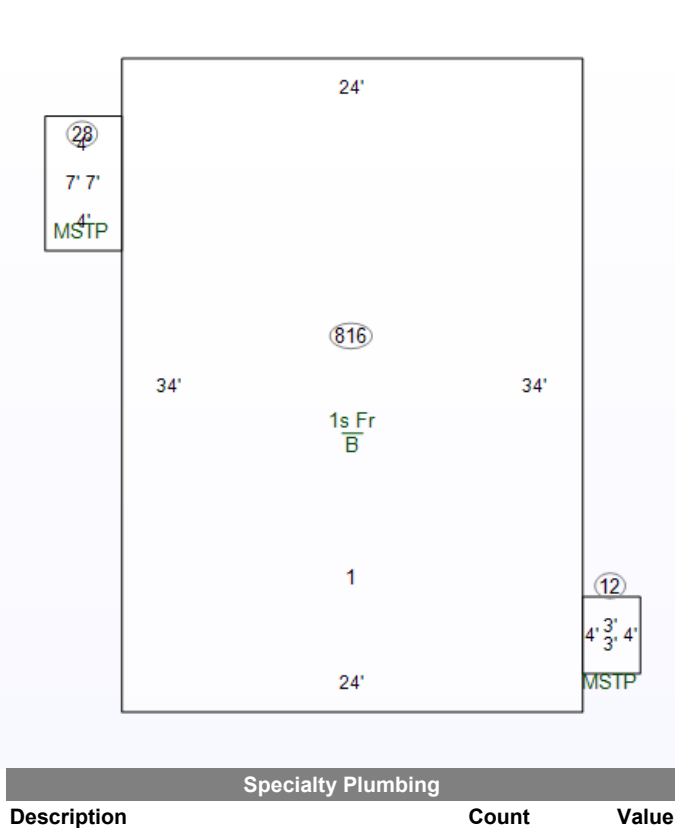 24'
28
4'
7' 7'
4'
MSTP
816
34' 34'
1s Fr
B
1
12
3'
4' 4'
3'
24'
MSTP
Specialty Plumbing
Description Count Value